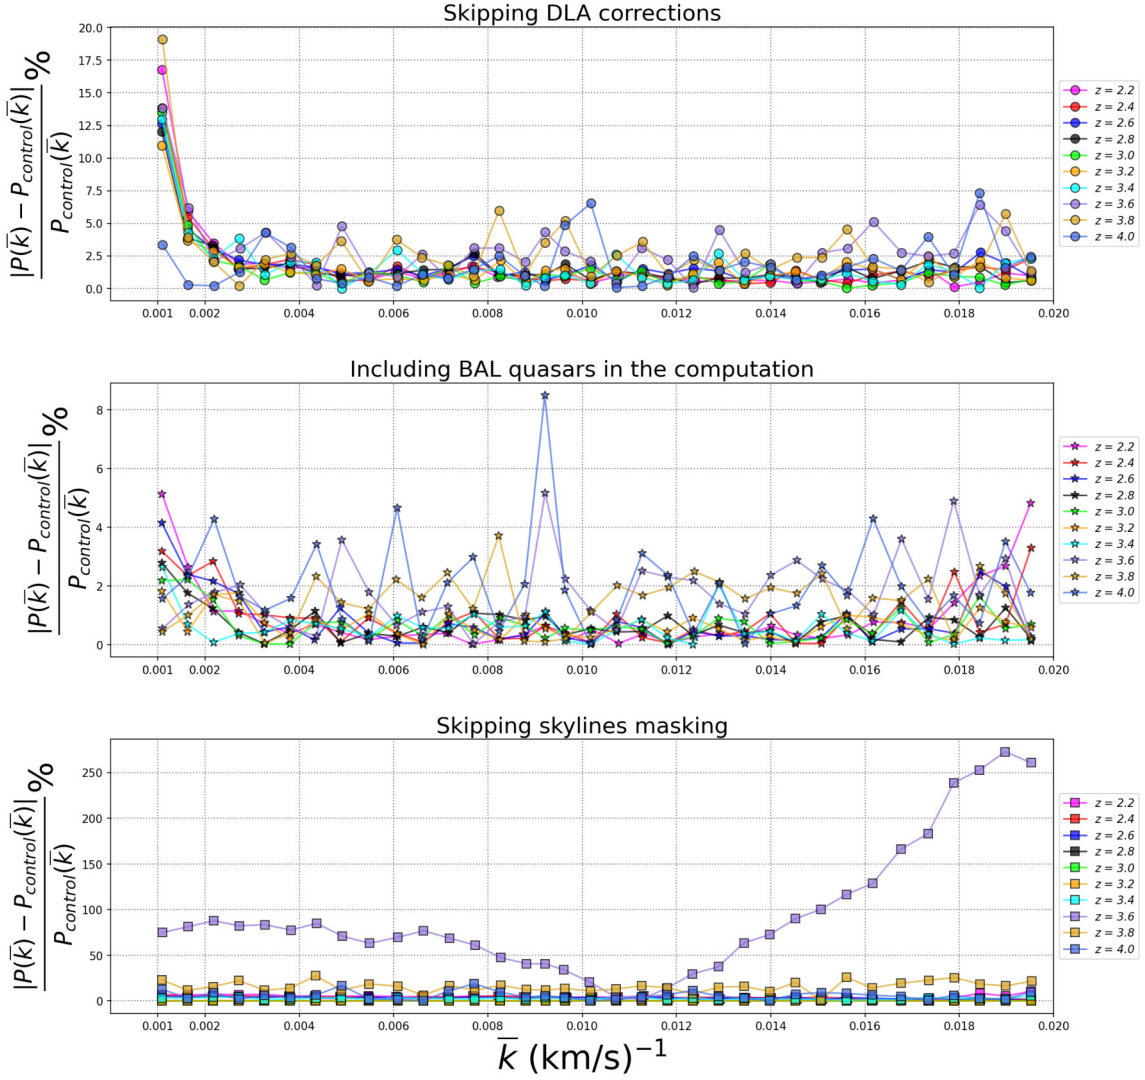 Skipping DLA corrections
|P(k̅) − P_control(k̅)| %
P_control(k̅)
20.0
17.5
15.0
12.5
10.0
7.5
5.0
2.5
0.0
0.001 0.002 0.004 0.006 0.008 0.010 0.012 0.014 0.016 0.018 0.020
z = 2.2
z = 2.4
z = 2.6
z = 2.8
z = 3.0
z = 3.2
z = 3.4
z = 3.6
z = 3.8
z = 4.0
Including BAL quasars in the computation
|P(k̅) − P_control(k̅)| %
P_control(k̅)
8
6
4
2
0
0.001 0.002 0.004 0.006 0.008 0.010 0.012 0.014 0.016 0.018 0.020
z = 2.2
z = 2.4
z = 2.6
z = 2.8
z = 3.0
z = 3.2
z = 3.4
z = 3.6
z = 3.8
z = 4.0
Skipping skylines masking
|P(k̅) − P_control(k̅)| %
P_control(k̅)
250
200
150
100
50
0
0.001 0.002 0.004 0.006 0.008 0.010 0.012 0.014 0.016 0.018 0.020
z = 2.2
z = 2.4
z = 2.6
z = 2.8
z = 3.0
z = 3.2
z = 3.4
z = 3.6
z = 3.8
z = 4.0
k̅ (km/s)⁻¹